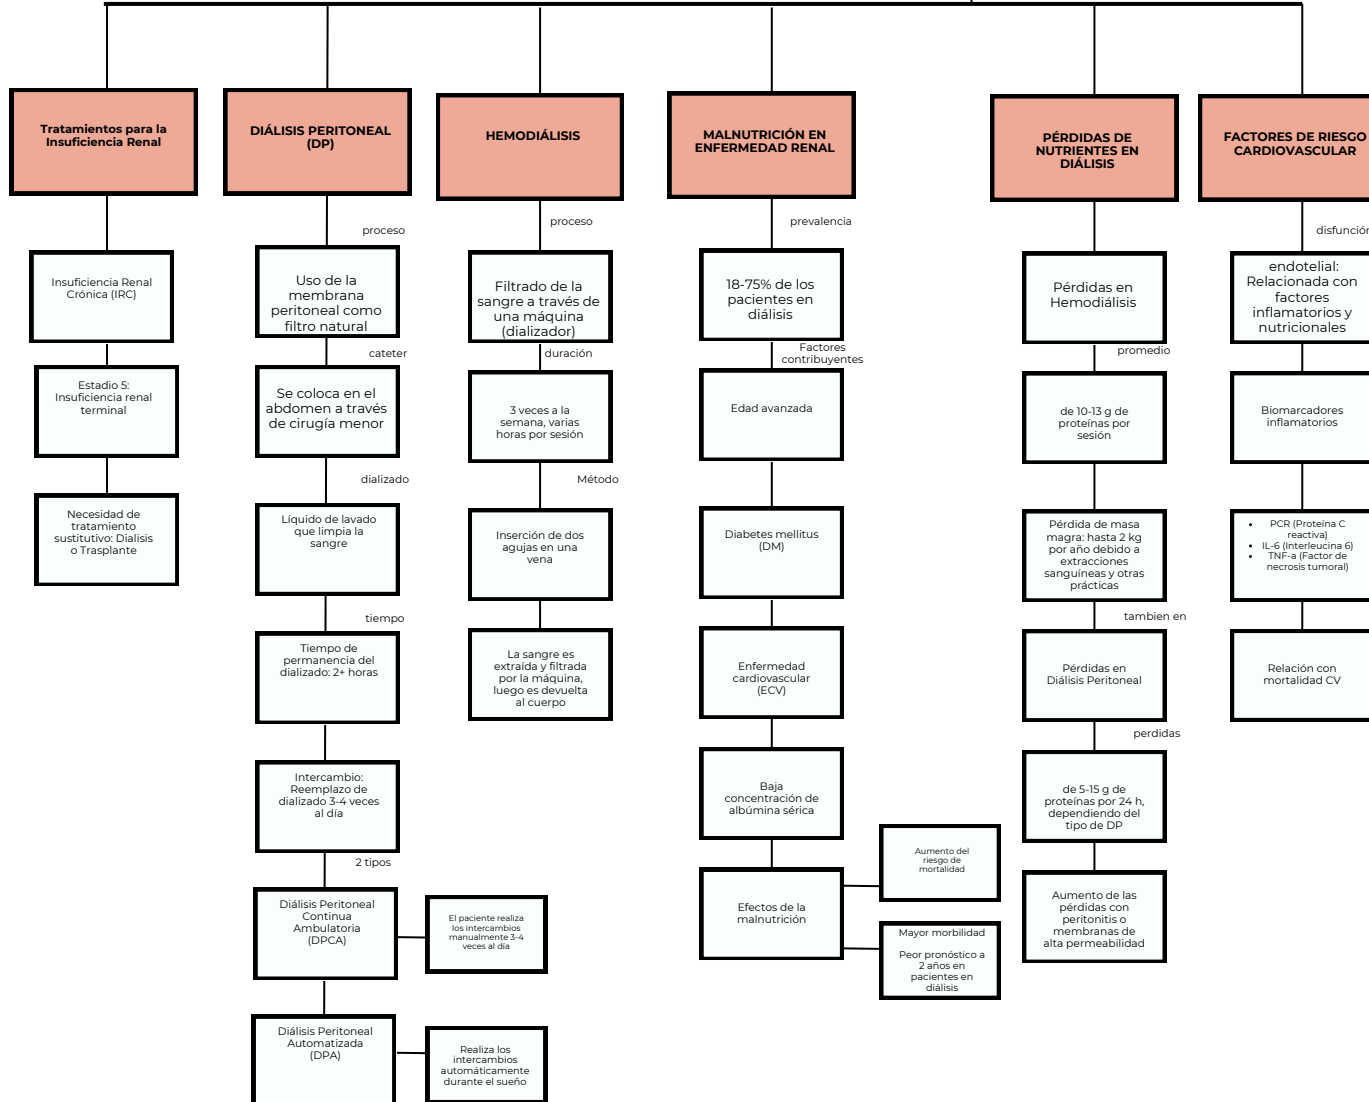 Tratamientos para la
Insuficiencia Renal
Insuficiencia Renal
Crónica (IRC)
Estadio 5:
Insuficiencia renal
terminal
Necesidad de
tratamiento
sustitutivo: Dialisis
o Trasplante
DIÁLISIS PERITONEAL
(DP)
proceso
Uso de la
membrana
peritoneal como
filtro natural
cateter
Se coloca en el
abdomen a través
de cirugía menor
dializado
Líquido de lavado
que limpia la
sangre
tiempo
Tiempo de
permanencia del
dializado: 2+ horas
Intercambio:
Reemplazo de
dializado 3-4 veces
al día
2 tipos
Diálisis Peritoneal
Continua
Ambulatoria
(DPCA)
El paciente realiza
los intercambios
manualmente 3-4
veces al día
Diálisis Peritoneal
Automatizada
(DPA)
Realiza los
intercambios
automáticamente
durante el sueño
HEMODIÁLISIS
proceso
Filtrado de la
sangre a través de
una máquina
(dializador)
duración
3 veces a la
semana, varias
horas por sesión
Método
Inserción de dos
agujas en una
vena
La sangre es
extraída y filtrada
por la máquina,
luego es devuelta
al cuerpo
MALNUTRICIÓN EN
ENFERMEDAD RENAL
prevalencia
18-75% de los
pacientes en
diálisis
Factores
contribuyentes
Edad avanzada
Diabetes mellitus
(DM)
Enfermedad
cardiovascular
(ECV)
Baja
concentración de
albúmina sérica
Efectos de la
malnutrición
Aumento del
riesgo de
mortalidad
Mayor morbilidad
Peor pronóstico a
2 años en
pacientes en
diálisis
PÉRDIDAS DE
NUTRIENTES EN
DIÁLISIS
Pérdidas en
Hemodiálisis
promedio
de 10-13 g de
proteínas por
sesión
Pérdida de masa
magra: hasta 2 kg
por año debido a
extracciones
sanguíneas y otras
prácticas
tambien en
Pérdidas en
Diálisis Peritoneal
perdidas
de 5-15 g de
proteínas por 24 h,
dependiendo del
tipo de DP
Aumento de las
pérdidas con
peritonitis o
membranas de
alta permeabilidad
FACTORES DE RIESGO
CARDIOVASCULAR
disfunción
endotelial:
Relacionada con
factores
inflamatorios y
nutricionales
Biomarcadores
inflamatorios
• PCR (Proteína C
reactiva)
• IL-6 (Interleucina 6)
• TNF-a (Factor de
necrosis tumoral)
Relación con
mortalidad CV